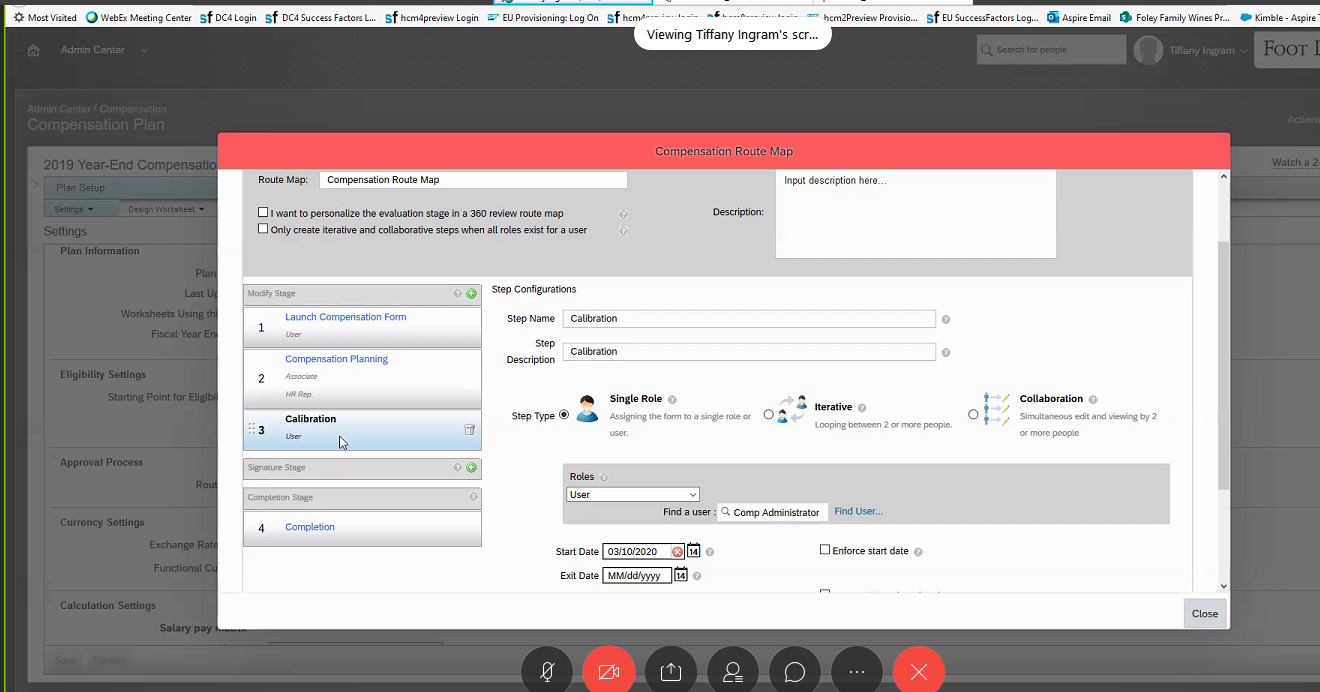 Most Visited WebEx Meeting Center DC4 Login DC4 Success Factors L... hcm4preview Login EU Provisioning: Log On hcm2Preview Provisio... EU SuccessFactors Log... Aspire Email Foley Family Wines Pr... Kimble - Aspire T
Viewing Tiffany Ingram's scr...
Admin Center
Search for people
Tiffany Ingram
FOOT L
Admin Center / Compensation
Compensation Plan
Actions
Compensation Route Map
2019 Year-End Compensatio
Watch a 2-
Plan Setup
Settings
Design Worksheet
Settings
Plan Information
Plan
Last Up
Worksheets Using thi
Fiscal Year En
Eligibility Settings
Starting Point for Eligibil
Approval Process
Rout
Currency Settings
Exchange Rate
Functional Cu
Calculation Settings
Salary pay matrix
Save
Cancel
Route Map:
Compensation Route Map
I want to personalize the evaluation stage in a 360 review route map
Only create iterative and collaborative steps when all roles exist for a user
Description:
Input description here...
Modify Stage
1
Launch Compensation Form
User
2
Compensation Planning
Associate
HR Rep.
3
Calibration
User
Signature Stage
Completion Stage
4
Completion
Step Configurations
Step Name
Calibration
Step
Description
Calibration
Step Type
Single Role
Assigning the form to a single role or
user.
Iterative
Looping between 2 or more people.
Collaboration
Simultaneous edit and viewing by 2
or more people
Roles
User
Find a user :
Comp Administrator
Find User...
Start Date
03/10/2020
14
Enforce start date
Exit Date
MM/dd/yyyy
14
Close